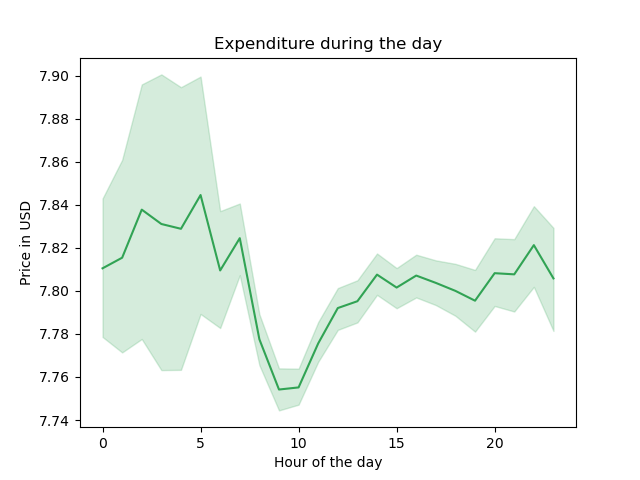 Expenditure during the day
7.90
7.88
7.86
7.84
7.82
7.80
7.78
7.76
7.74
Price in USD
0 5 10 15 20
Hour of the day